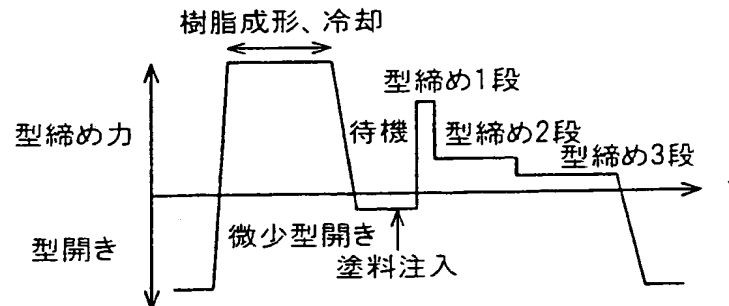 樹脂成形、冷却
型締め1段
型締め力
待機
型締め2段
型締め3段
型開き
微少型開き
塗料注入